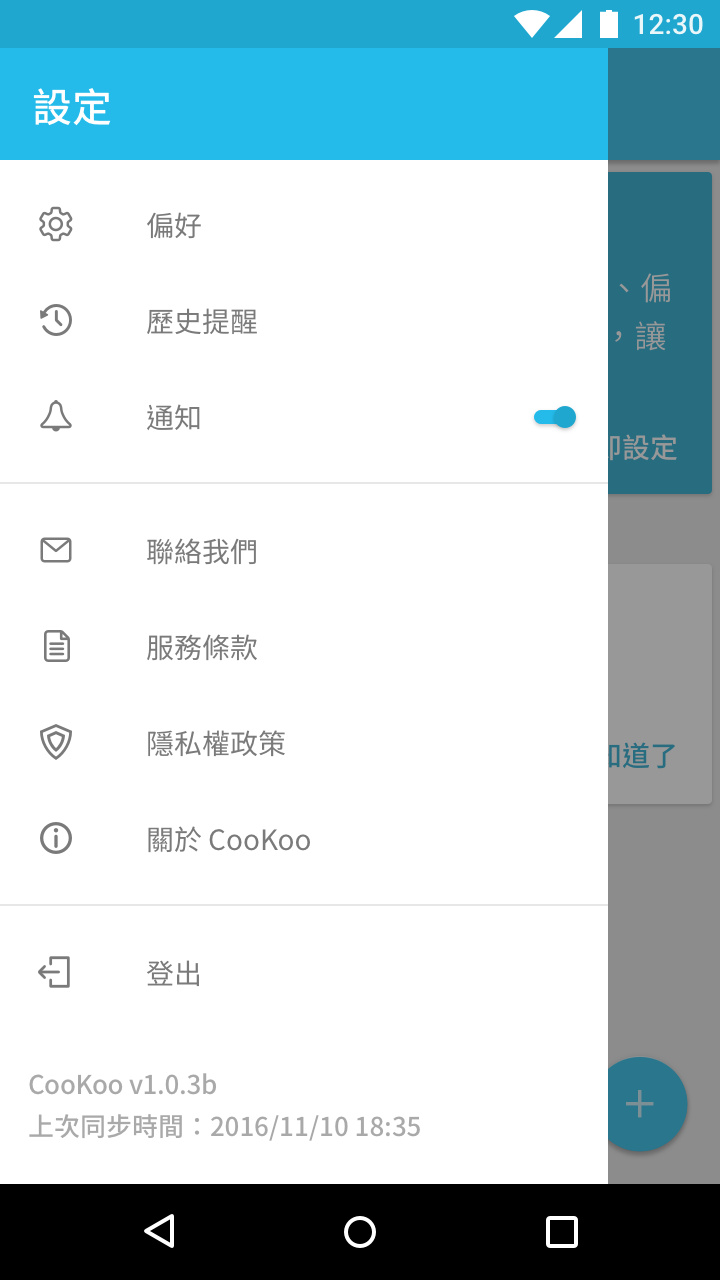 12:30
設定
偏好
歷史提醒
通知
聯絡我們
服務條款
隱私權政策
關於 CooKoo
登出
CooKoo v1.0.3b
上次同步時間：2016/11/10 18:35
、偏
，讓
設定
道了